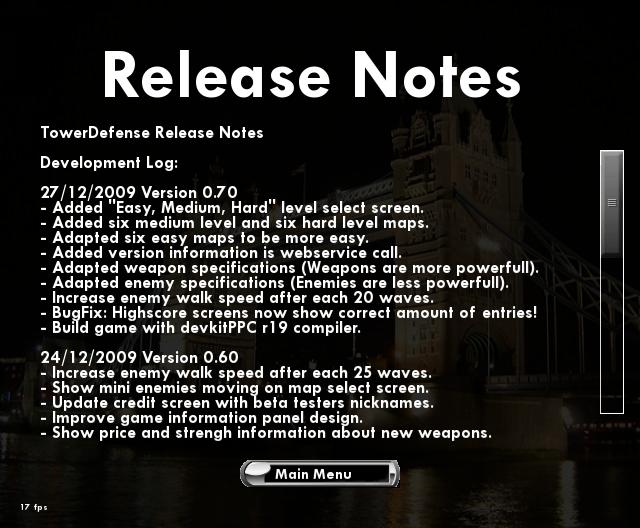 Release Notes
TowerDefense Release Notes
Development Log:
27/12/2009 Version 0.70
- Added "Easy, Medium, Hard" level select screen.
- Added six medium level and six hard level maps.
- Adapted six easy maps to be more easy.
- Added version information is webservice call.
- Adapted weapon specifications (Weapons are more powerfull).
- Adapted enemy specifications (Enemies are less powerfull).
- Increase enemy walk speed after each 20 waves.
- BugFix: Highscore screens now show correct amount of entries!
- Build game with devkitPPC r19 compiler.
24/12/2009 Version 0.60
- Increase enemy walk speed after each 25 waves.
- Show mini enemies moving on map select screen.
- Update credit screen with beta testers nicknames.
- Improve game information panel design.
- Show price and strengh information about new weapons.
Main Menu
17 fps